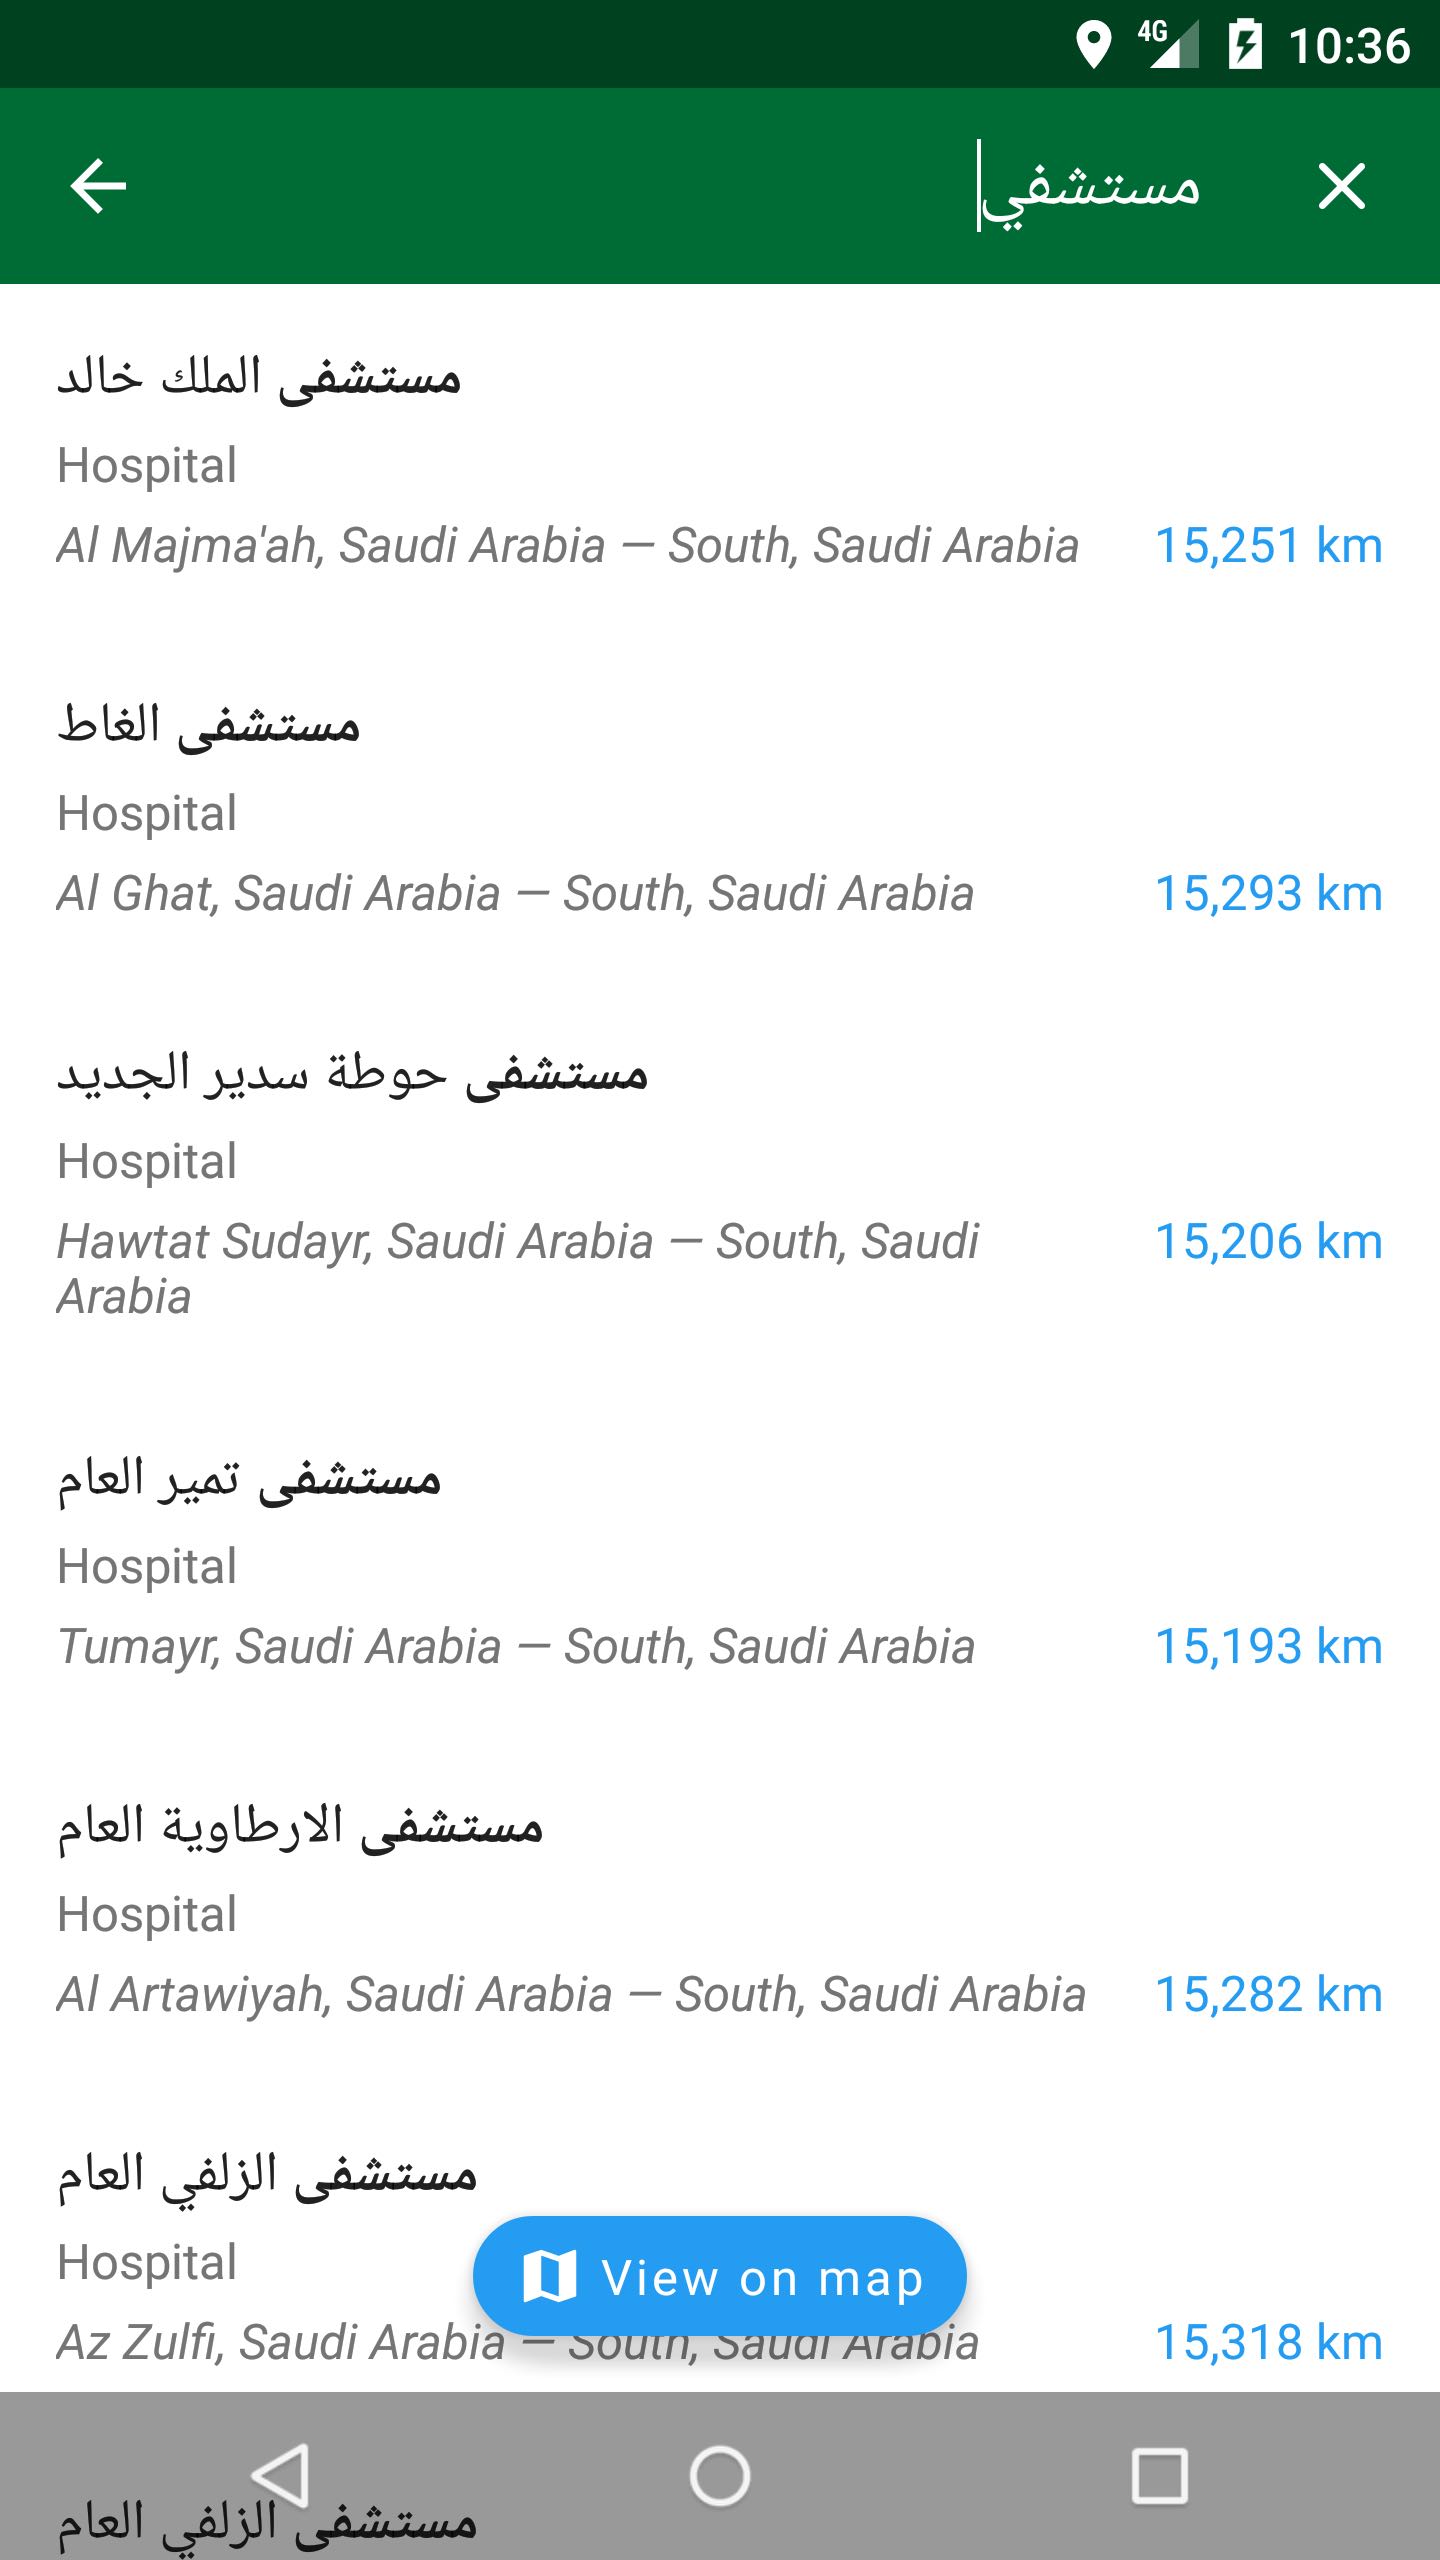 4G 10:36
مستشفي
مستشفى الملك خالد
Hospital
Al Majma'ah, Saudi Arabia — South, Saudi Arabia 15,251 km
مستشفى الغاط
Hospital
Al Ghat, Saudi Arabia — South, Saudi Arabia 15,293 km
مستشفى حوطة سدير الجديد
Hospital
Hawtat Sudayr, Saudi Arabia — South, Saudi 15,206 km
Arabia
مستشفى تمير العام
Hospital
Tumayr, Saudi Arabia — South, Saudi Arabia 15,193 km
مستشفى الارطاوية العام
Hospital
Al Artawiyah, Saudi Arabia — South, Saudi Arabia 15,282 km
مستشفى الزلفي العام
Hospital
View on map
Az Zulfi, Saudi Arabia — South, Saudi Arabia 15,318 km
مستشفى الزلفي العام